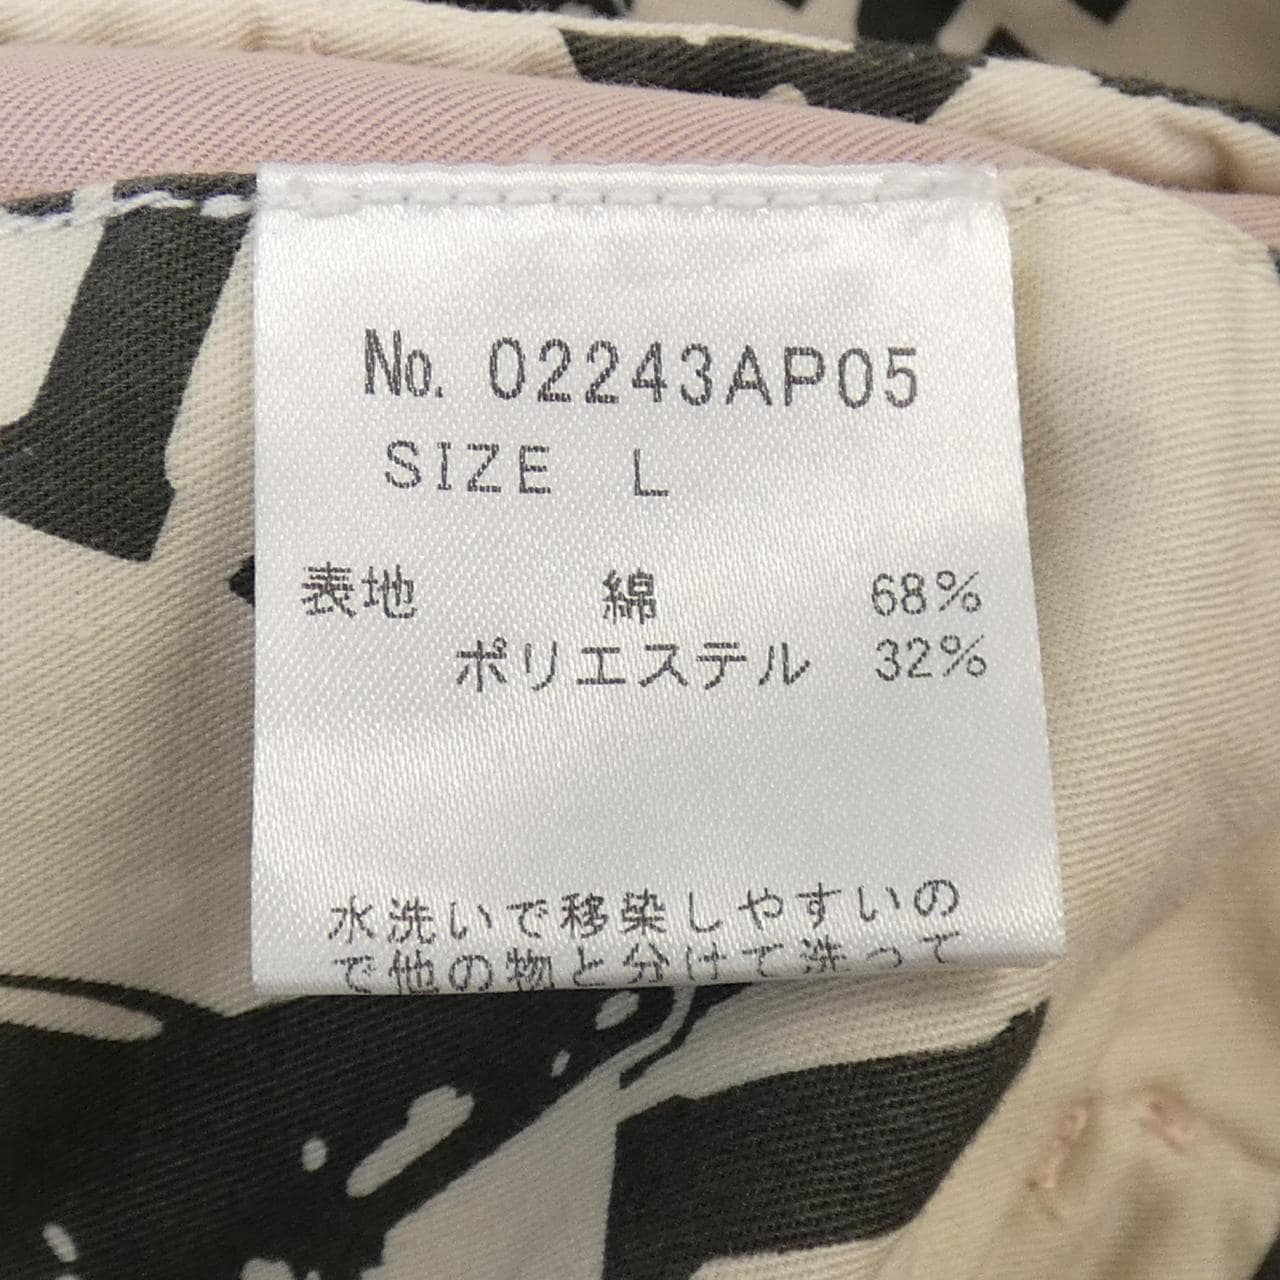 No. 02243AP05
SIZE L
表地 綿 68%
ポリエステル 32%
水洗いで移染しやすいの
で他の物と分けて洗って